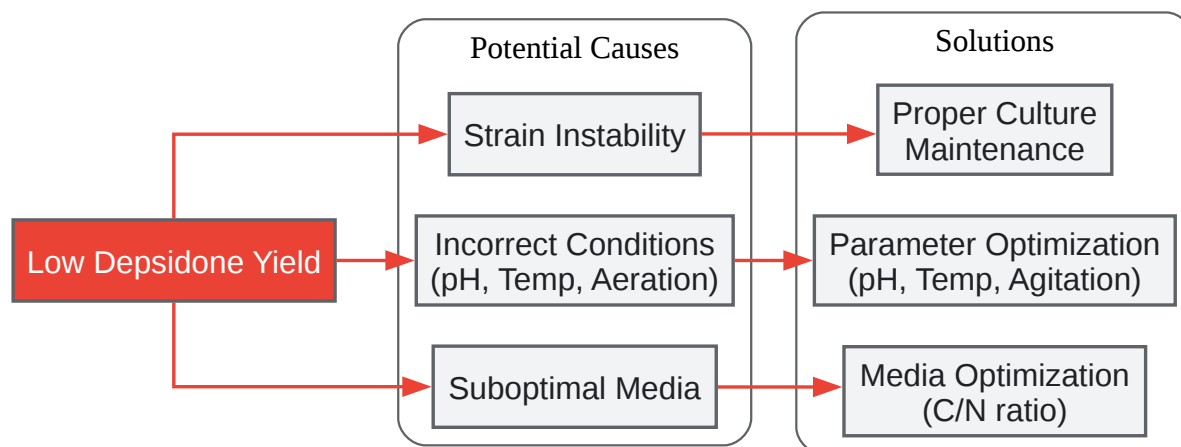 Potential Causes
Solutions
Strain Instability
Proper Culture
Maintenance
Low Depsidone Yield
Incorrect Conditions
(pH, Temp, Aeration)
Parameter Optimization
(pH, Temp, Agitation)
Suboptimal Media
Media Optimization
(C/N ratio)